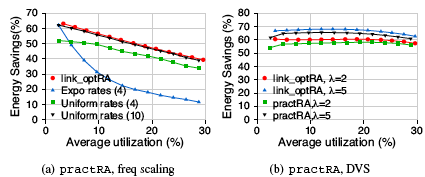 Energy Savings(%)
70
60
50
40
30
20
10
0
link_optRA
Expo rates (4)
Uniform rates (4)
Uniform rates (10)
0 5 10 15 20 25 30
Average utilization (%)
(a) practRA, freq scaling
Energy Savings (%)
80
70
60
50
40
30
20
10
0
link_optRA, λ=2
link_optRA, λ=5
practRA,λ=2
practRA,λ=5
0 5 10 15 20 25 30
Average utilization (%)
(b) practRA, DVS